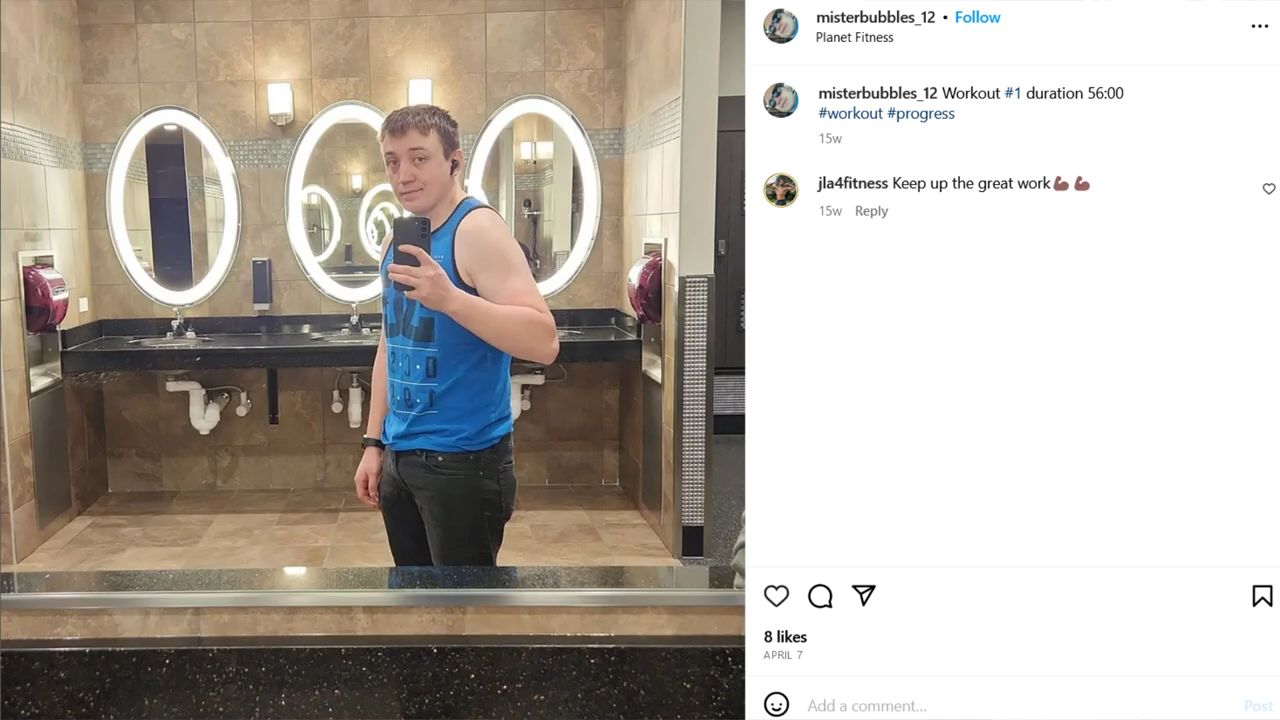 misterbubbles_12 • Follow
Planet Fitness
misterbubbles_12 Workout #1 duration 56:00
#workout #progress
15w
jla4fitness Keep up the great work💪🏾 💪🏾
15w Reply
8 likes
APRIL 7
Add a comment...
Post